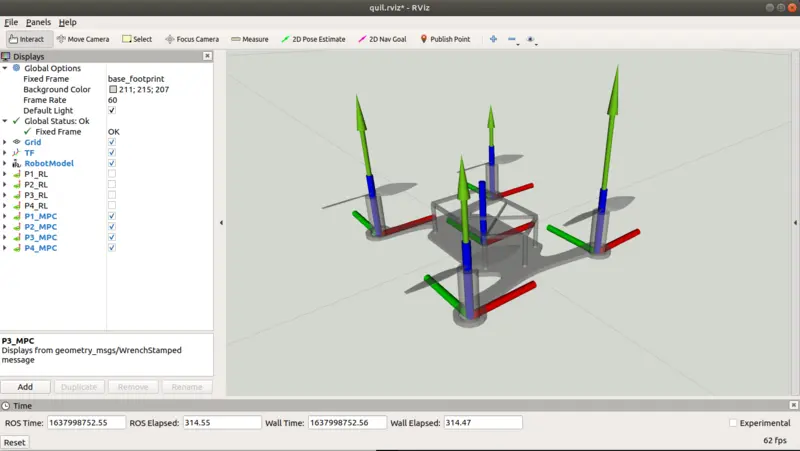 quil.rviz* - RViz
File Panels Help
Interact Move Camera Select Focus Camera Measure 2D Pose Estimate 2D Nav Goal Publish Point
Displays
Global Options
Fixed Frame base_footprint
Background Color 211; 215; 207
Frame Rate 60
Default Light
Global Status: Ok
Fixed Frame OK
Grid
TF
RobotModel
P1_RL
P2_RL
P3_RL
P4_RL
P1_MPC
P2_MPC
P3_MPC
P4_MPC
P3_MPC
Displays from geometry_msgs/WrenchStamped
message
Add Duplicate Remove Rename
Time
ROS Time: 1637998752.55 ROS Elapsed: 314.55 Wall Time: 1637998752.56 Wall Elapsed: 314.47 Experimental
Reset 62 fps